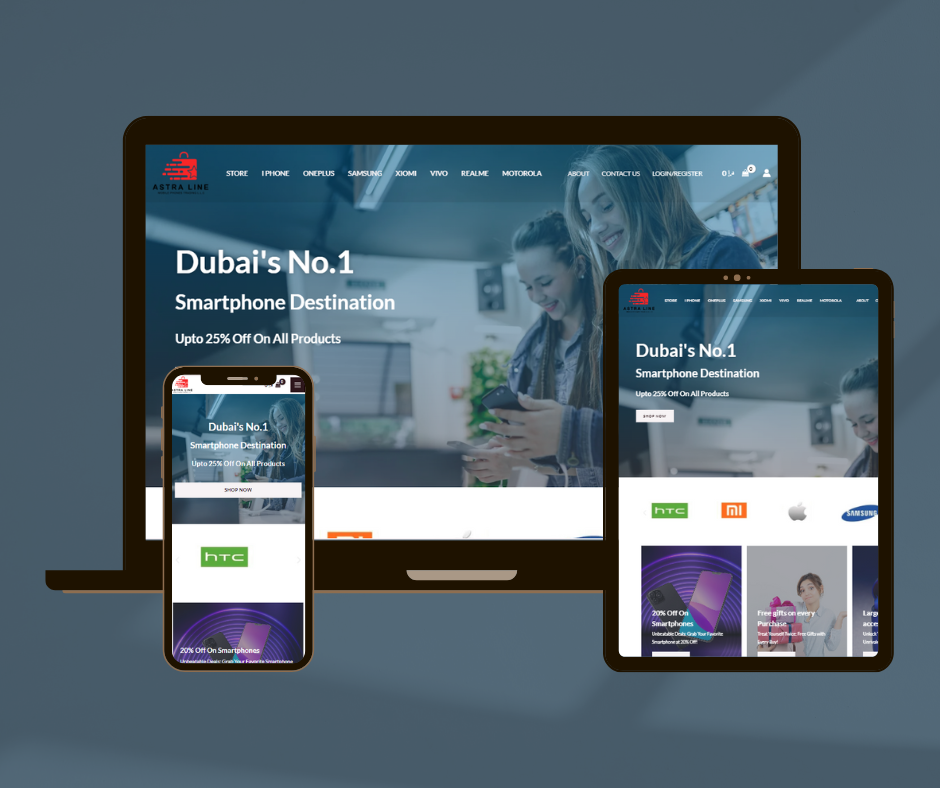 ASTRA LINE
STORE I PHONE ONEPLUS SAMSUNG XIOMI VIVO REALME MOTOROLA ABOUT CONTACT US LOGIN/REGISTER 0 د.إ 0
Dubai's No.1
Smartphone Destination
Upto 25% Off On All Products
ASTRA LINE
0
Dubai's No.1
Smartphone Destination
Upto 25% Off On All Products
SHOP NOW
hTC
20% Off On Smartphones
Unbeatable Deals: Grab Your Favorite Smartphone
ASTRA LINE
STORE I PHONE ONEPLUS SAMSUNG XIOMI VIVO REALME MOTOROLA ABOUT
Dubai's No.1
Smartphone Destination
Upto 25% Off On All Products
SHOP NOW
hTC
mi
SAMSUNG
20% Off On
Smartphones
Unbeatable Deals: Grab Your Favorite
Smartphone at 20% Off!
Free gifts on every
Purchase
Treat Yourself Twice: Free Gifts with
Every Buy!
Larg
acce